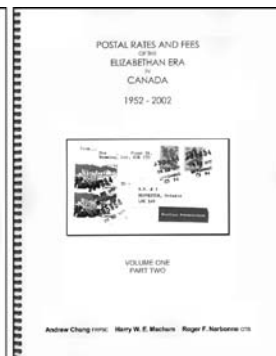 POSTAL RATES AND FEES
OF THE
ELIZABETHAN ERA
IN
CANADA
1952 - 2002
VOLUME ONE
PART TWO
Andrew Chung FRPSC Harry W. E. Machum Roger F. Narbonne OTB